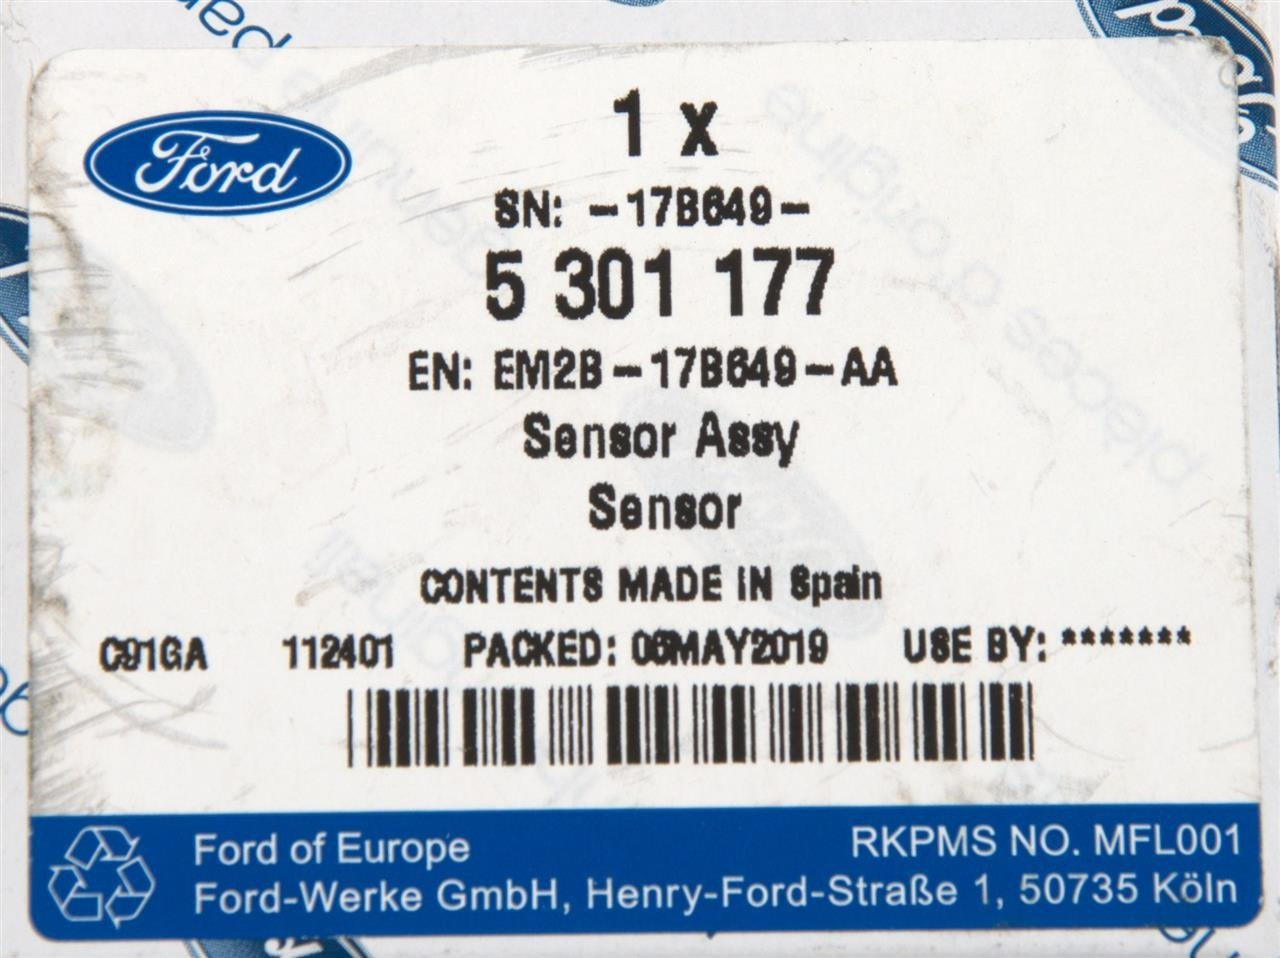 Ford
1 x
SN: -17B649-
5 301 177
EN: EM2B-17B649-AA
Sensor Assy
Sensor
CONTENTS MADE IN Spain
C91GA 112401 PACKED: 06MAY2019 USE BY: *******
Ford of Europe RKPMS NO. MFL001
Ford-Werke GmbH, Henry-Ford-Straße 1, 50735 Köln
pièces d'origine